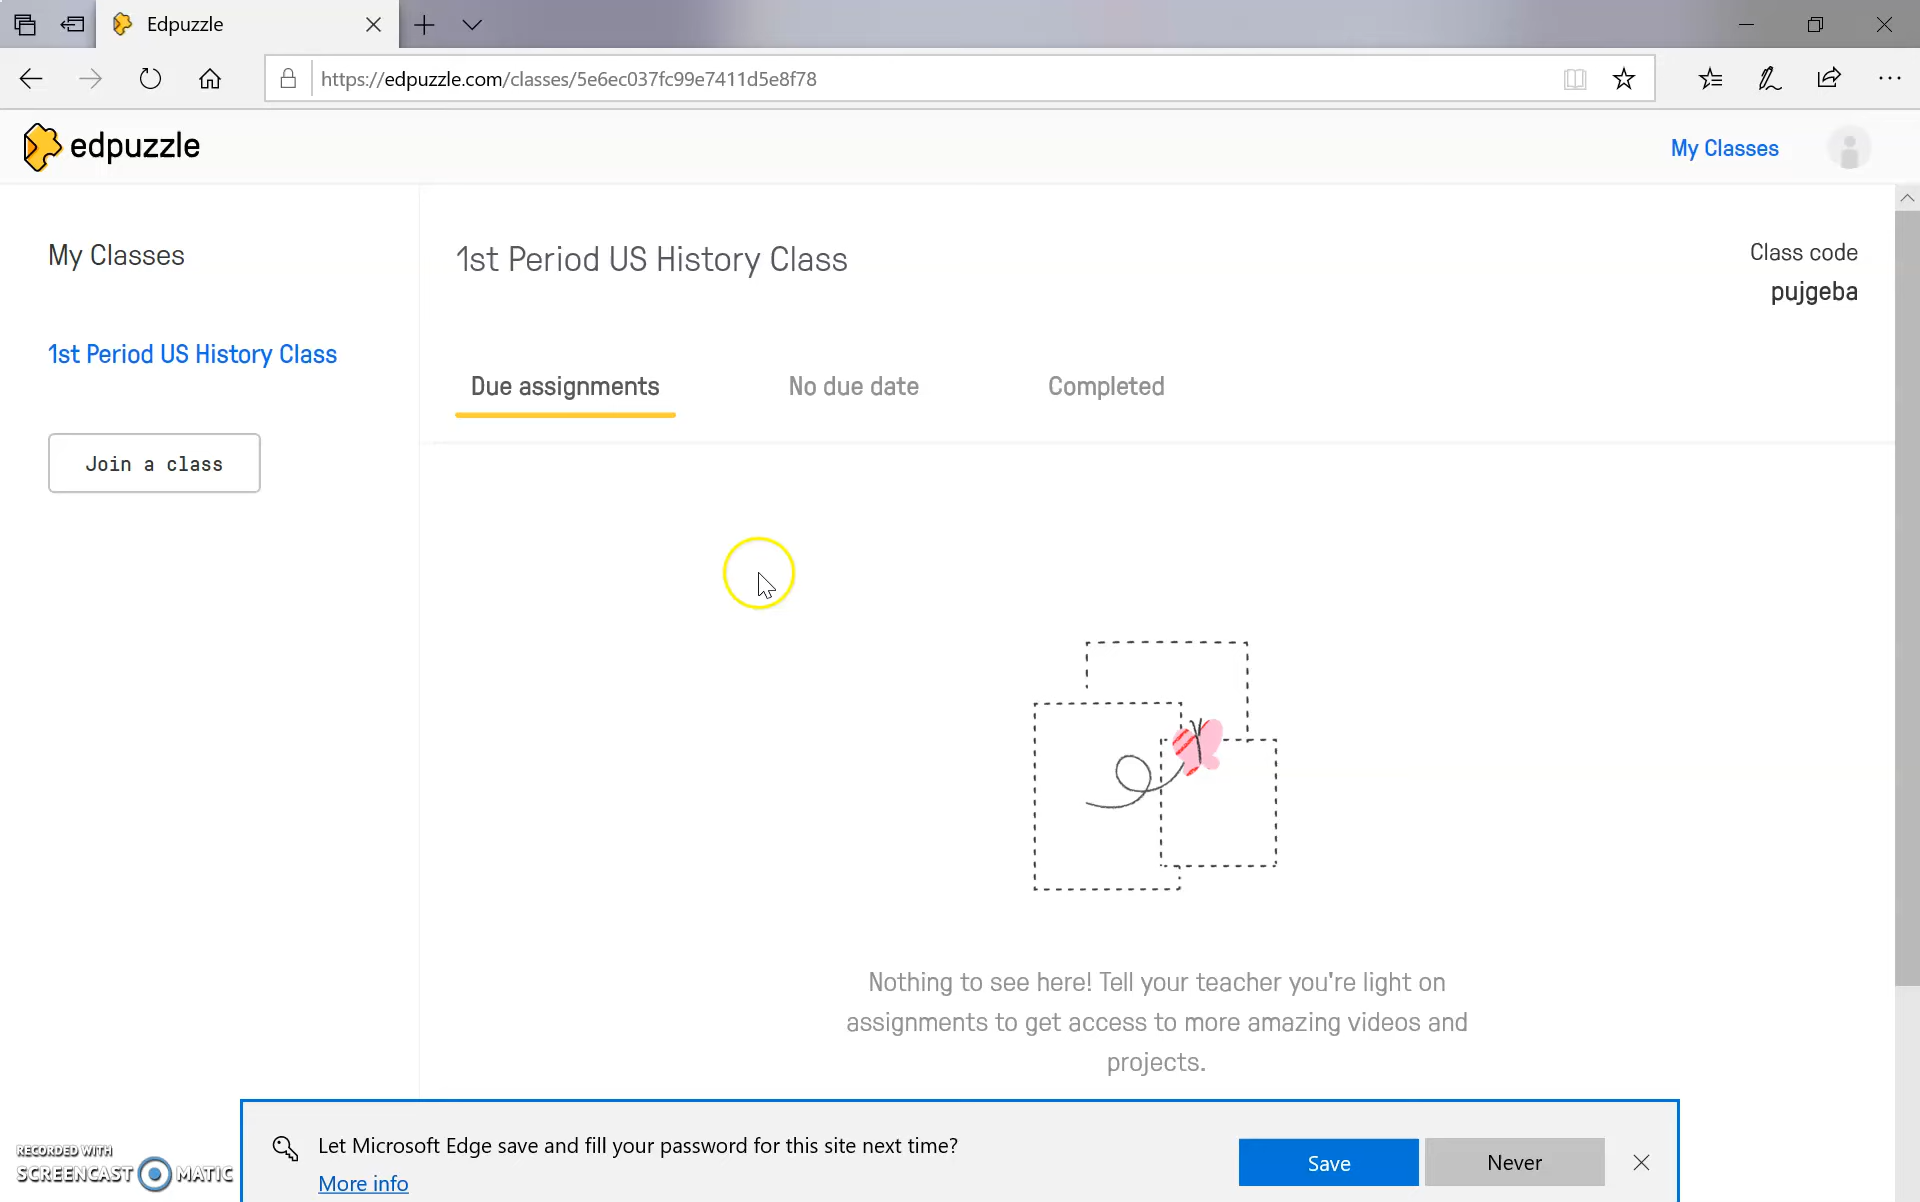 Edpuzzle
https://edpuzzle.com/classes/5e6ec037fc99e7411d5e8f78
edpuzzle
My Classes
My Classes
1st Period US History Class
Class code
pujgeba
1st Period US History Class
Due assignments
No due date
Completed
Join a class
Nothing to see here! Tell your teacher you're light on
assignments to get access to more amazing videos and
projects.
Let Microsoft Edge save and fill your password for this site next time?
More info
Save
Never
RECORDED WITH
SCREENCAST MATIC